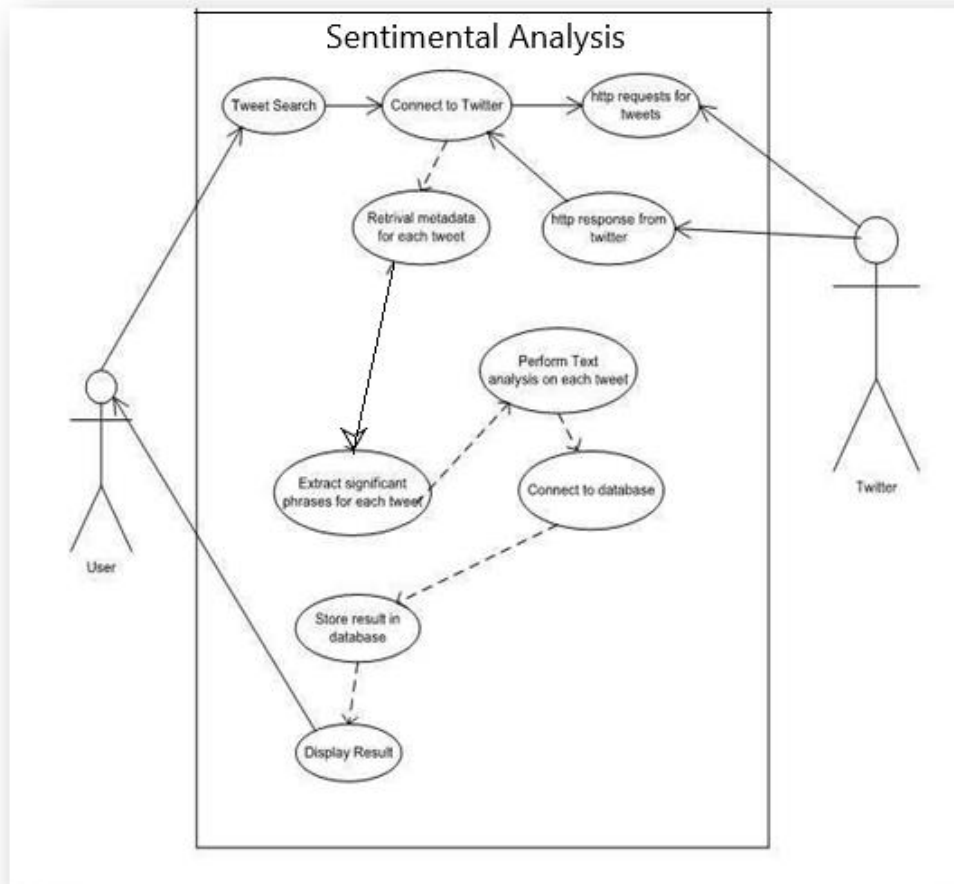 Sentimental Analysis
Tweet Search
Connect to Twitter
http requests for
tweets
Retrival metadata
for each tweet
http response from
twitter
Perform Text
analysis on each tweet
Extract significant
phrases for each tweet
Connect to database
Twitter
User
Store result in
database
Display Result